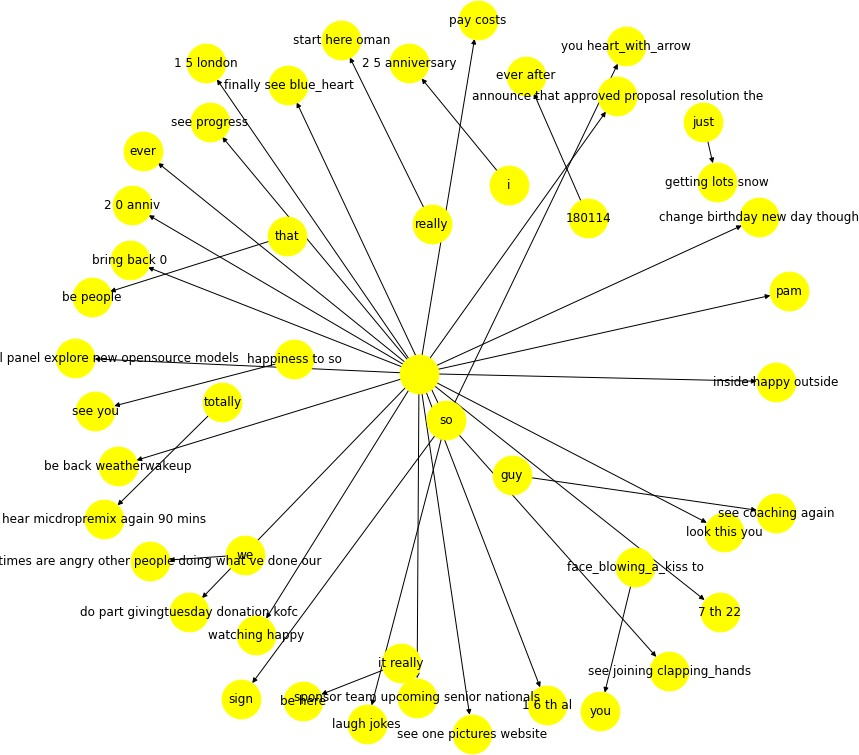 pay costs
start here oman
you heart_with_arrow
1 5 london
2 5 anniversary
ever after
finally see blue_heart
announce that approved proposal resolution the
see progress
just
ever
getting lots snow
i
2 0 anniv
change birthday new day though
180114
really
that
bring back 0
be people
pam
l panel explore new opensource models
happiness to so
inside happy outside
totally
see you
so
be back weatherwakeup
guy
hear micdropremix again 90 mins
see coaching again
look this you
we
times are angry other people doing what ve done our
face_blowing_a_kiss to
do part givingtuesday donation kofc
7 th 22
watching happy
it really
see joining clapping_hands
sign
be here
sponsor team upcoming senior nationals
1 6 th al
you
laugh jokes
see one pictures website